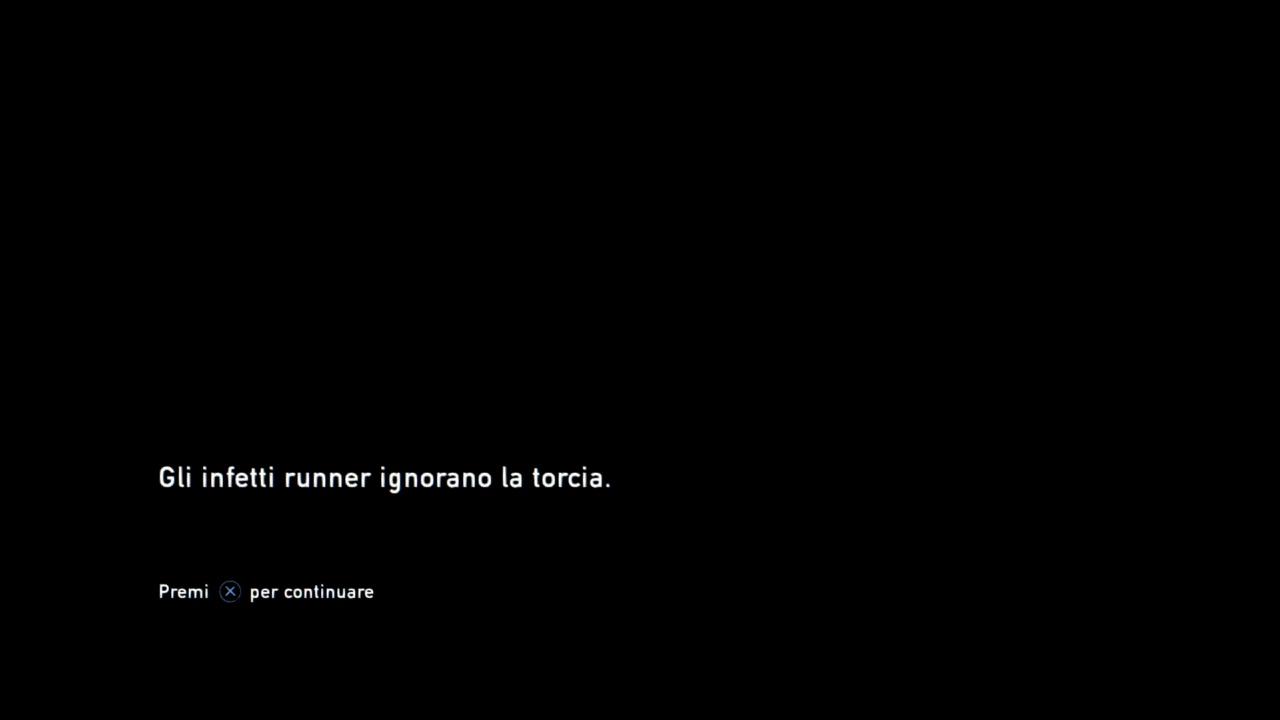 Gli infetti runner ignorano la torcia.
Premi ⓧ per continuare